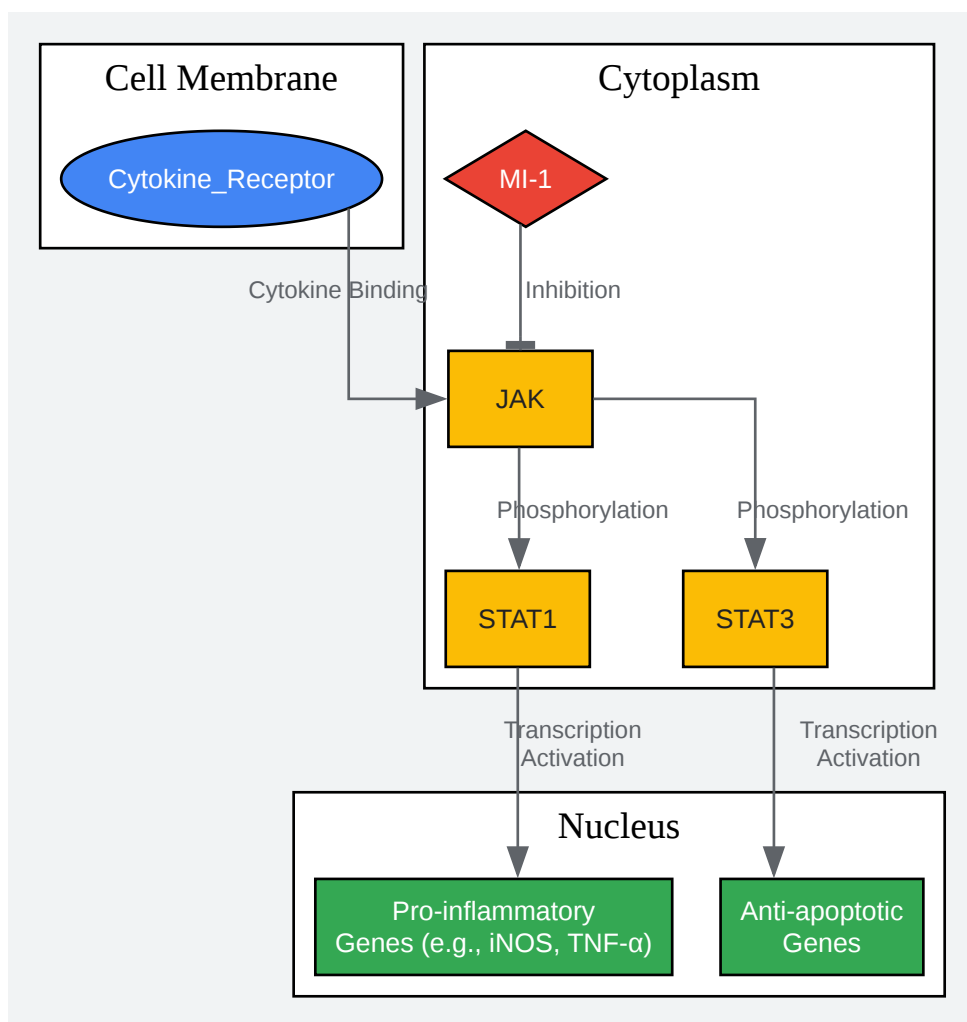 Cell Membrane
Cytoplasm
Cytokine_Receptor
MI-1
Cytokine Binding
Inhibition
JAK
Phosphorylation
Phosphorylation
STAT1
STAT3
Transcription
Activation
Transcription
Activation
Nucleus
Pro-inflammatory
Genes (e.g., iNOS, TNF-α)
Anti-apoptotic
Genes